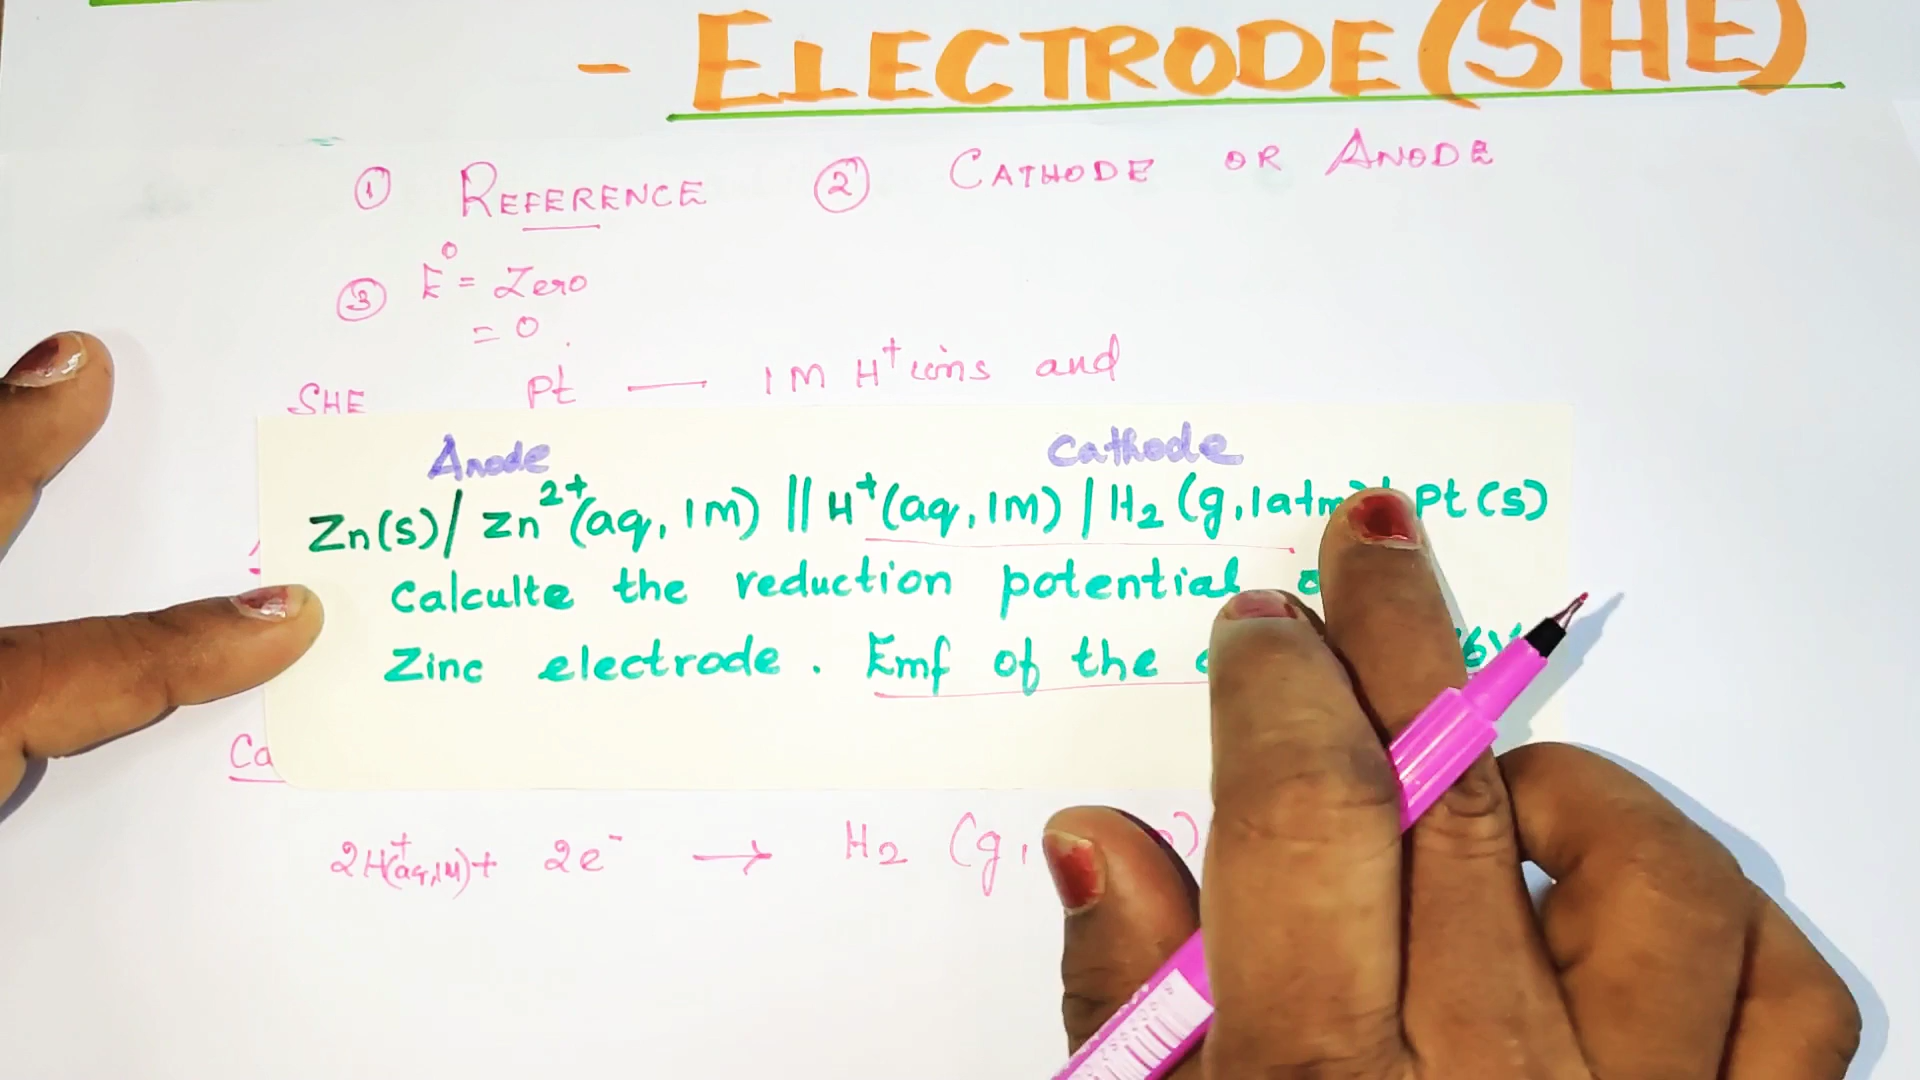 - ELECTRODE (SHE)
① REFERENCE ② CATHODE OR ANODE
③ E⁰ = Zero
= 0
SHE Pt — 1M H⁺ ions and
Anode Cathode
Zn(s)/ Zn²⁺(aq, 1M) || H⁺(aq, 1M) / H₂ (g, 1atm) Pt (s)
Calculte the reduction potential
Zinc electrode. Emf of the
2H⁺(aq,1M) + 2e⁻ → H₂ (g,